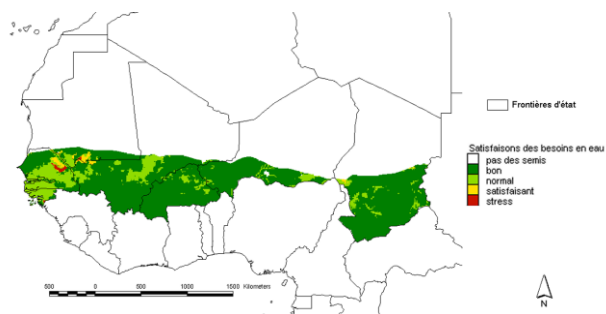 Frontières d'état
Satisfaisons des besoins en eau
pas des semis
bon
normal
satisfaisant
stress
500 0 500 1000 1500 Kilometers
N